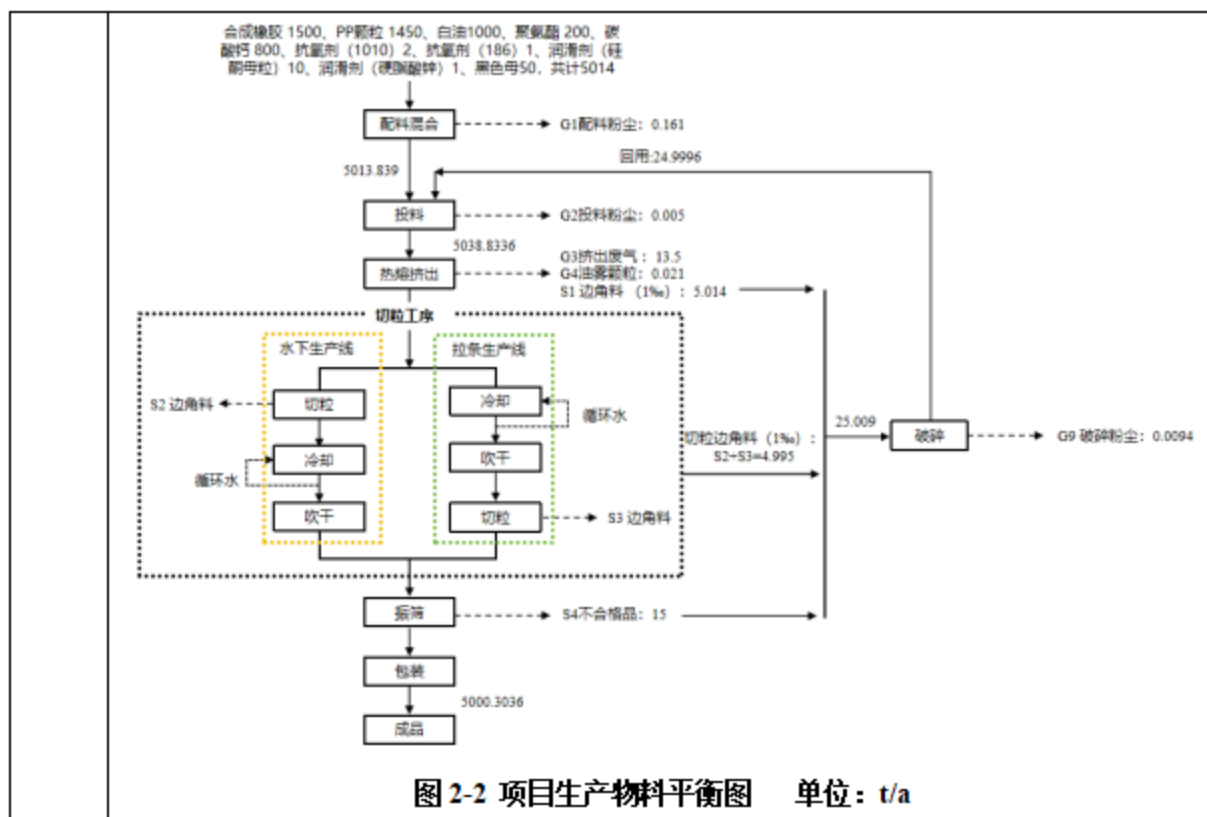 合成橡胶 1500、PP颗粒 1450、白油1000、聚氨酯 200、碳
酸钙 800、抗氧剂（1010）2、抗氧剂（186）1、润滑剂（硅
酮母粒）10、润滑剂（硬脂酸锌）1、黑色母50，共计5014
配料混合
G1配料粉尘：0.161
回用:24.9996
5013.839
投料
G2投料粉尘：0.005
5038.8336
热熔挤出
G3挤出废气：13.5
G4油雾颗粒：0.021
S1 边角料 （1‰）：5.014
切粒工序
水下生产线
拉条生产线
S2 边角料
切粒
冷却
循环水
冷却
循环水
吹干
吹干
切粒
S3 边角料
切粒边角料（1‰）：
S2+S3=4.995
25.009
破碎
G9 破碎粉尘：0.0094
振筛
S4不合格品：15
包装
5000.3036
成品
图 2-2 项目生产物料平衡图 单位：t/a